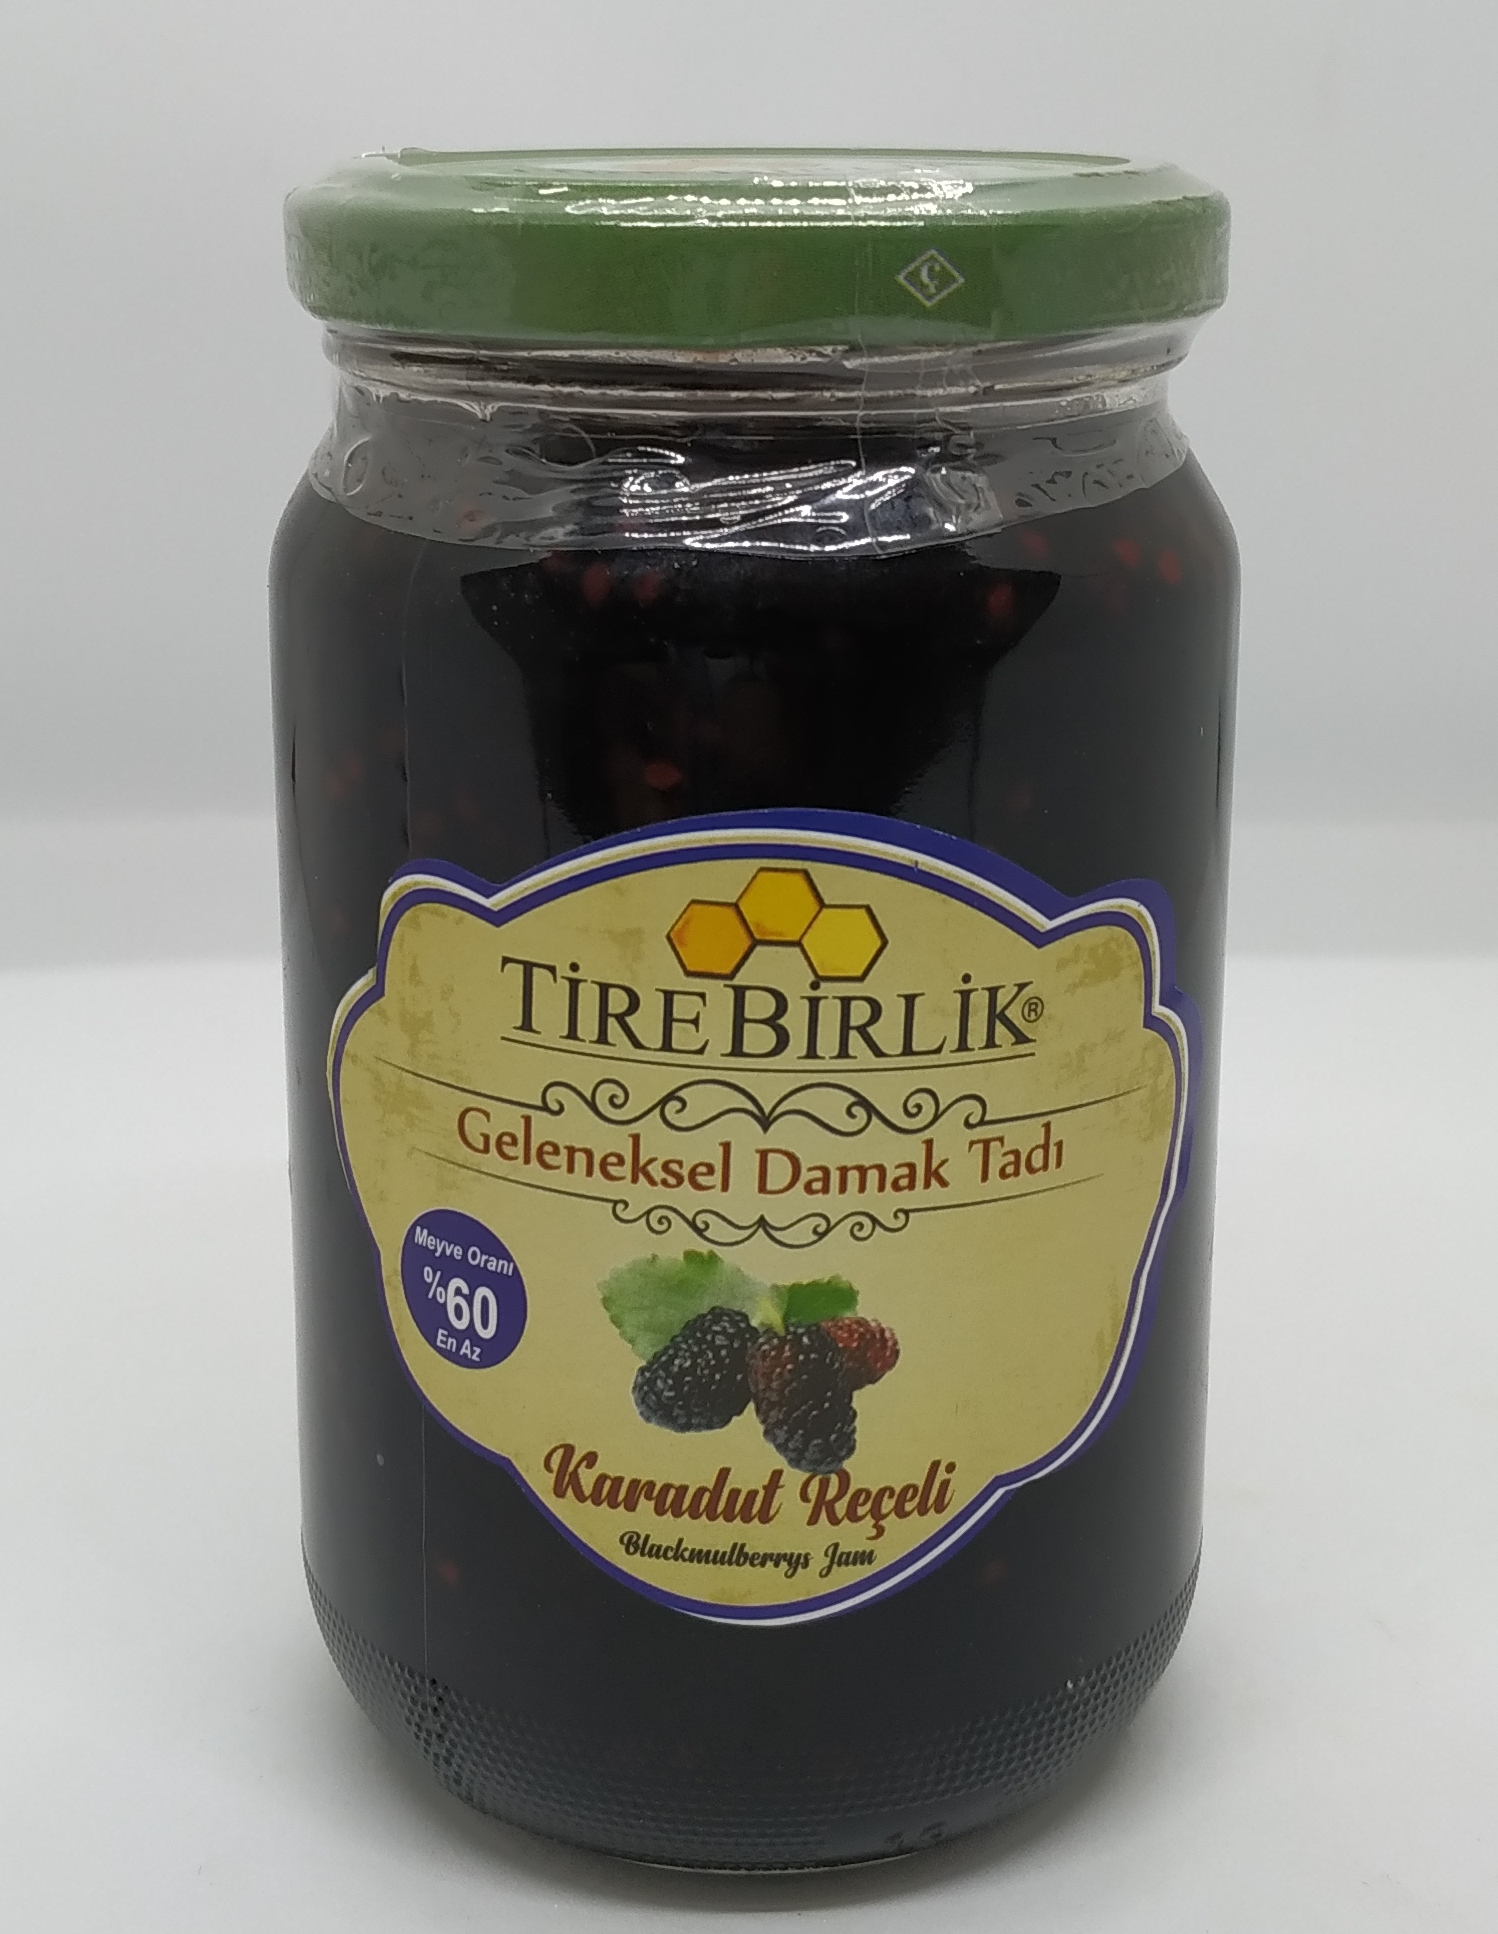 TİREBİRLİK®
Geleneksel Damak Tadı
Meyve Oranı
%60
En Az
Karadut Reçeli
Blackmulberrys Jam